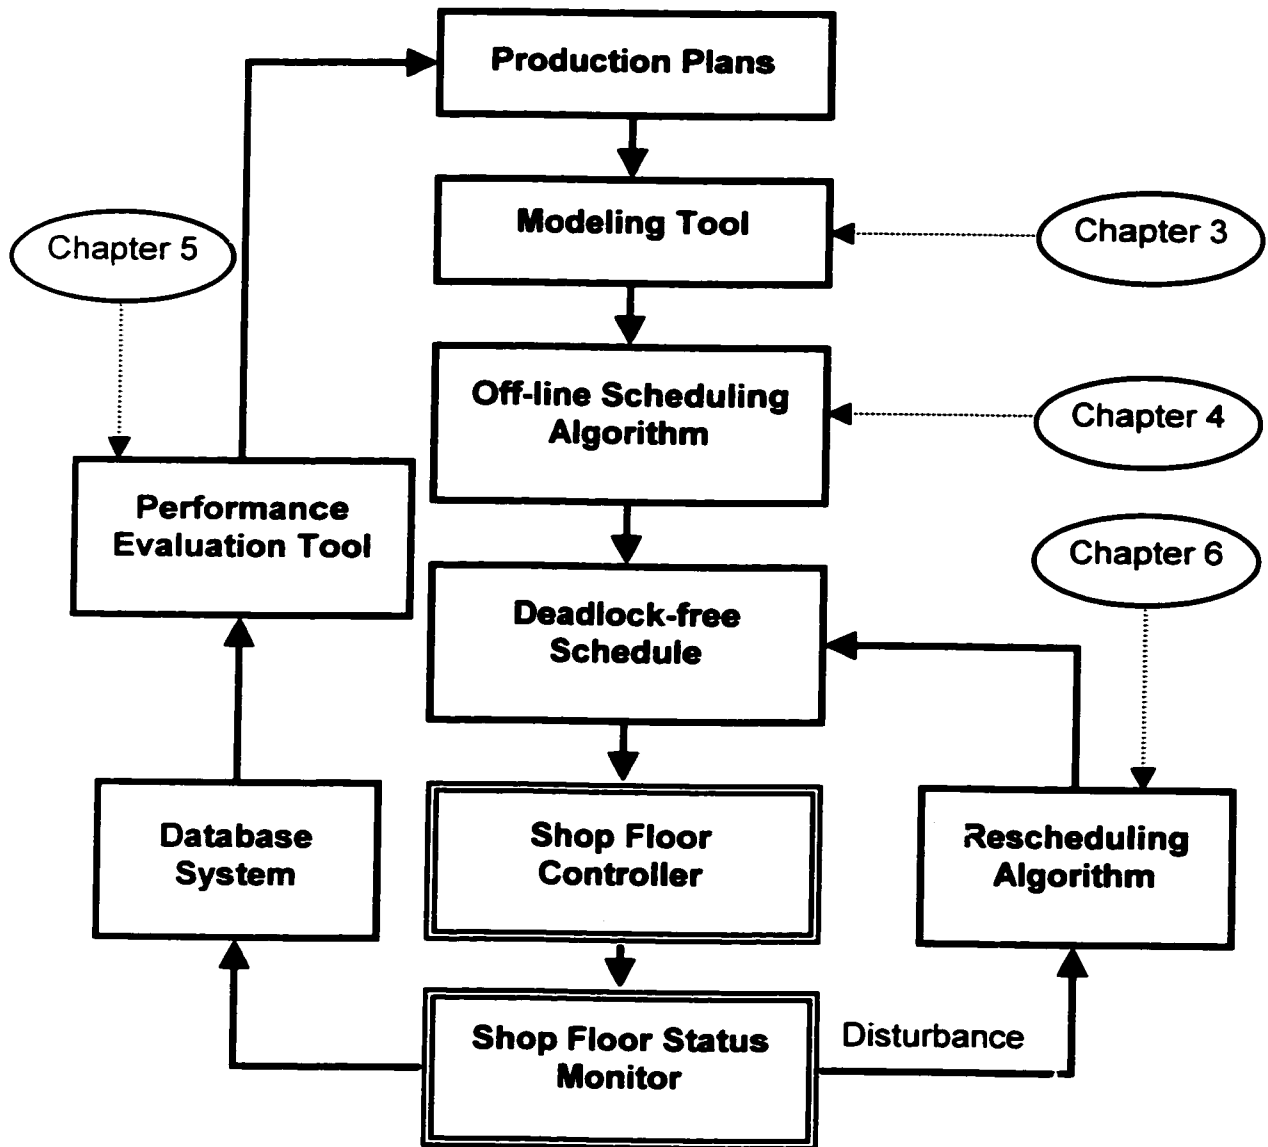 Production Plans
Modeling Tool
Chapter 3
Chapter 5
Off-line Scheduling
Algorithm
Chapter 4
Performance
Evaluation Tool
Chapter 6
Deadlock-free
Schedule
Database
System
Shop Floor
Controller
Rescheduling
Algorithm
Shop Floor Status
Monitor
Disturbance